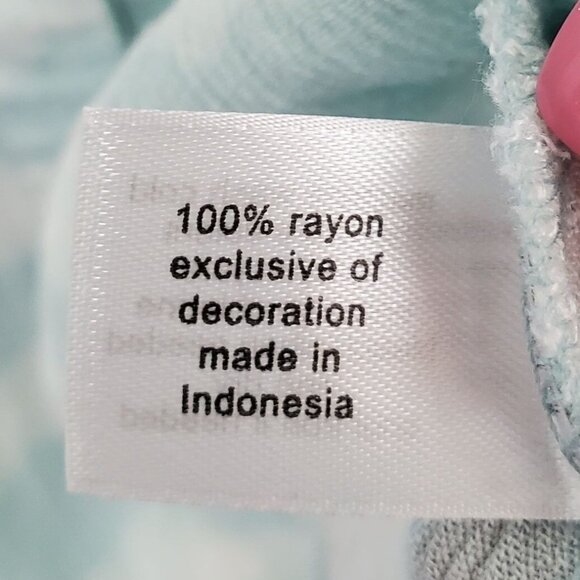 100% rayon
exclusive of
decoration
made in
Indonesia